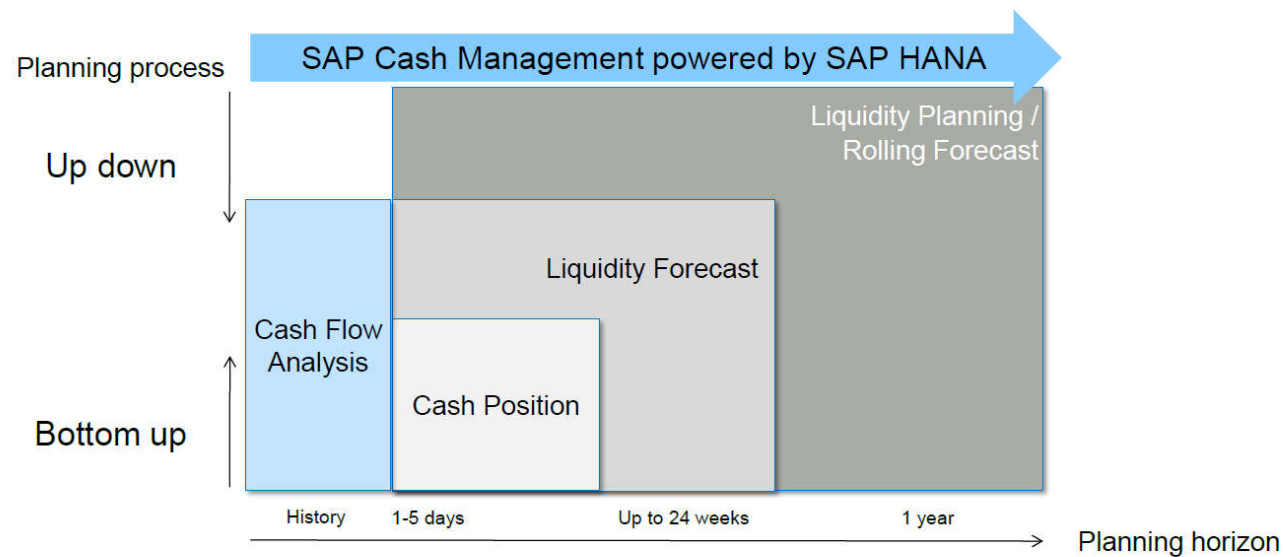 SAP Cash Management powered by SAP HANA
Planning process
Liquidity Planning /
Rolling Forecast
Up down
Liquidity Forecast
Cash Flow
Analysis
Cash Position
Bottom up
History
1-5 days
Up to 24 weeks
1 year
Planning horizon